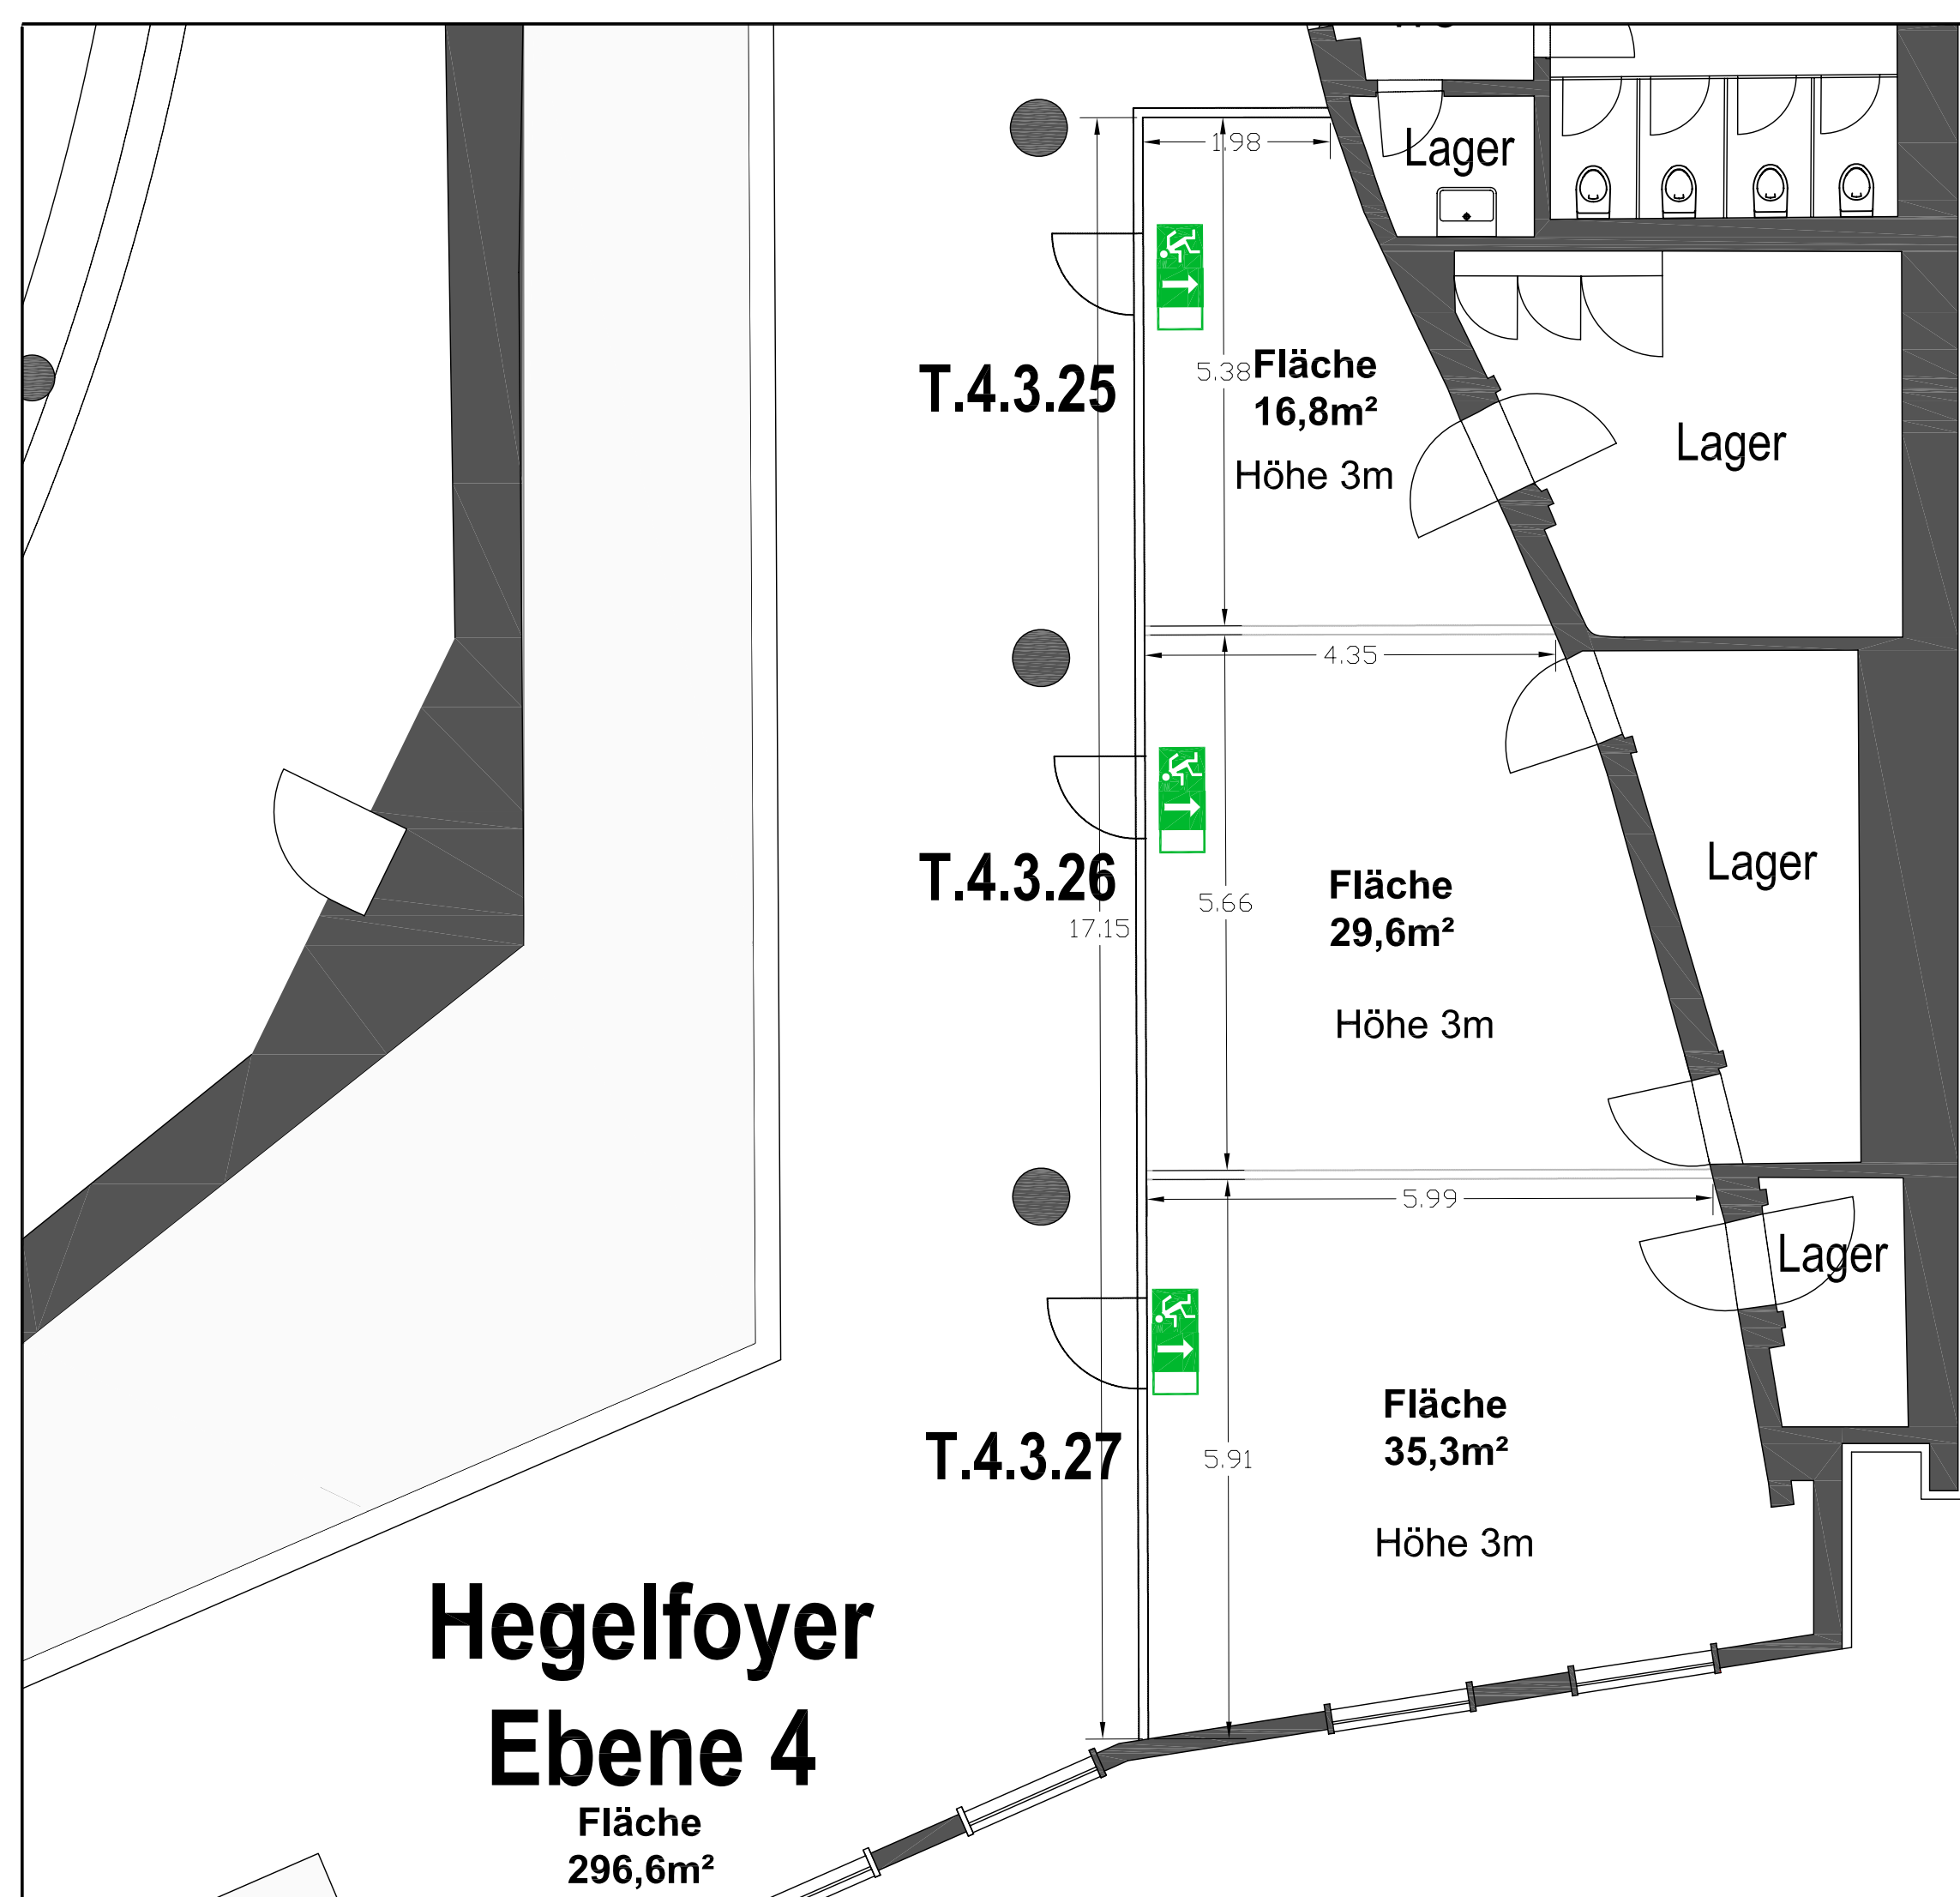 1.98
Lager
T.4.3.25
5.38
Fläche
16,8m²
Höhe 3m
Lager
4.35
T.4.3.26
5.66
17.15
Fläche
29,6m²
Höhe 3m
Lager
5.99
Lager
T.4.3.27
5.91
Fläche
35,3m²
Höhe 3m
Hegelfoyer
Ebene 4
Fläche
296,6m²